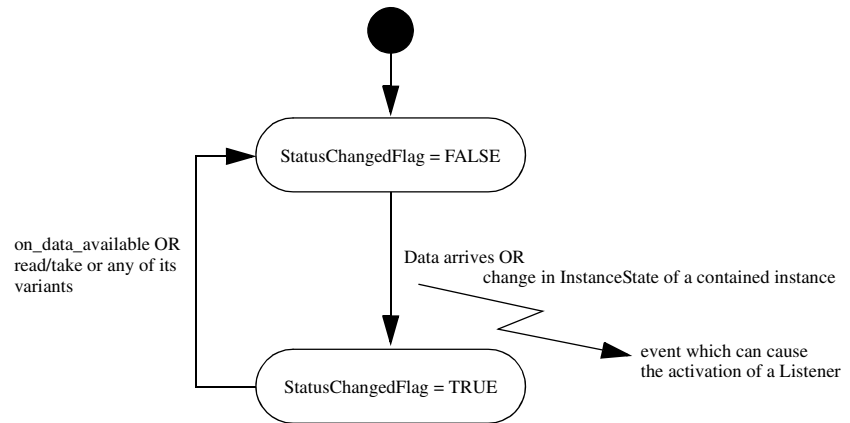 StatusChangedFlag = FALSE
on_data_available OR
read/take or any of its
variants
Data arrives OR
change in InstanceState of a contained instance
event which can cause
the activation of a Listener
StatusChangedFlag = TRUE